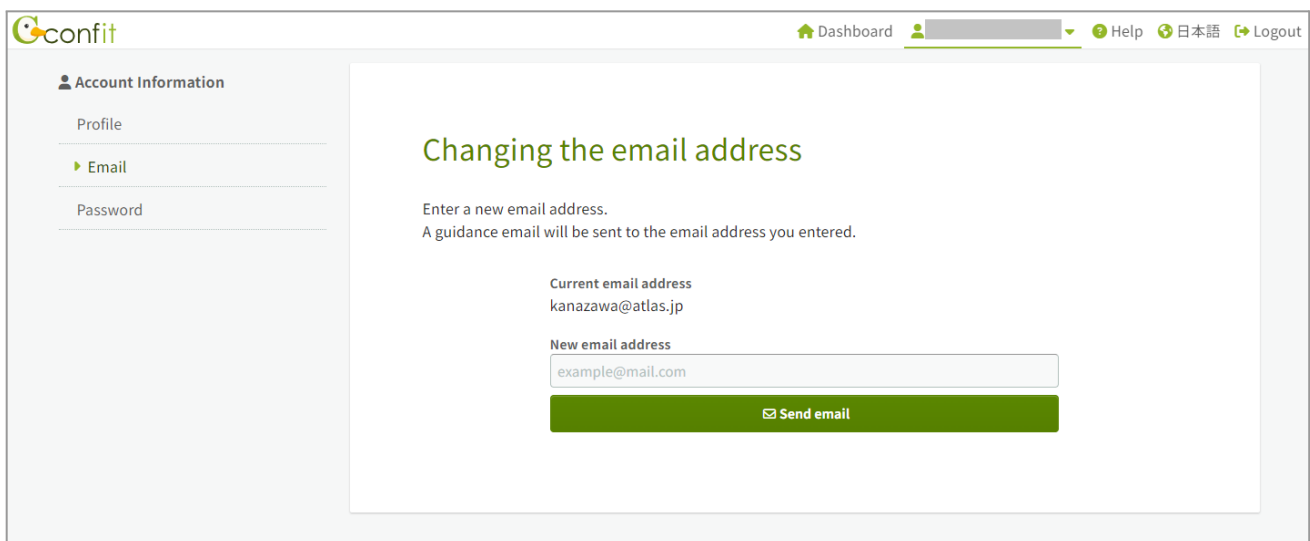 confit
Dashboard
Help
日本語
Logout
Account Information
Profile
Email
Password
Changing the email address
Enter a new email address.
A guidance email will be sent to the email address you entered.
Current email address
kanazawa@atlas.jp
New email address
example@mail.com
Send email